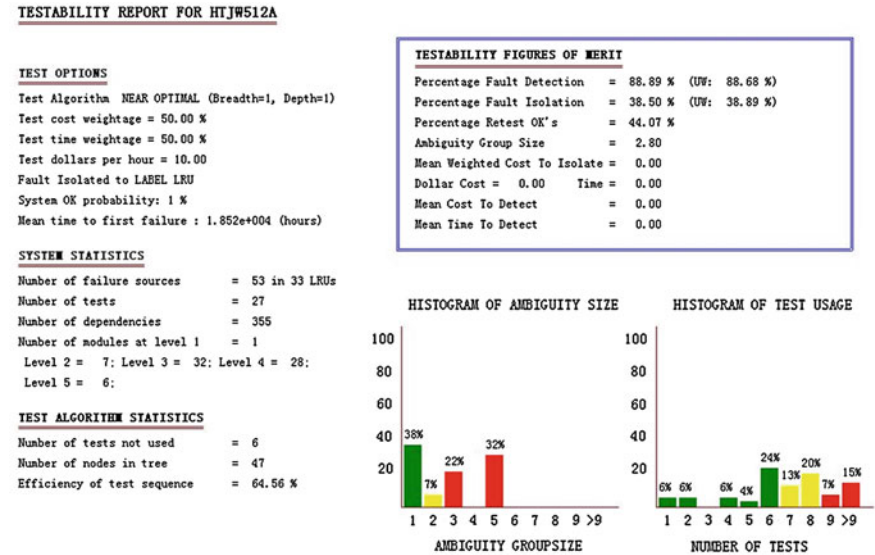 TESTABILITY REPORT FOR HTJW512A
TEST OPTIONS
Test Algorithm NEAR OPTIMAL (Breadth=1, Depth=1)
Test cost weightage = 50.00 %
Test time weightage = 50.00 %
Test dollars per hour = 10.00
Fault Isolated to LABEL LRU
System OK probability: 1 %
Mean time to first failure : 1.852e+004 (hours)
SYSTEM STATISTICS
Number of failure sources = 53 in 33 LRUs
Number of tests = 27
Number of dependencies = 355
Number of modules at level 1 = 1
Level 2 = 7; Level 3 = 32; Level 4 = 28;
Level 5 = 6;
TEST ALGORITHM STATISTICS
Number of tests not used = 6
Number of nodes in tree = 47
Efficiency of test sequence = 64.56 %
TESTABILITY FIGURES OF MERIT
Percentage Fault Detection = 88.89 % (UW: 88.68 %)
Percentage Fault Isolation = 38.50 % (UW: 38.89 %)
Percentage Retest OK's = 44.07 %
Ambiguity Group Size = 2.80
Mean Weighted Cost To Isolate = 0.00
Dollar Cost = 0.00 Time = 0.00
Mean Cost To Detect = 0.00
Mean Time To Detect = 0.00
HISTOGRAM OF AMBIGUITY SIZE
100
80
60
40
20
38%
7%
22%
32%
1 2 3 4 5 6 7 8 9 >9
AMBIGUITY GROUPSIZE
HISTOGRAM OF TEST USAGE
100
80
60
40
20
6% 6% 6% 4% 24% 13% 20% 7% 15%
1 2 3 4 5 6 7 8 9 >9
NUMBER OF TESTS